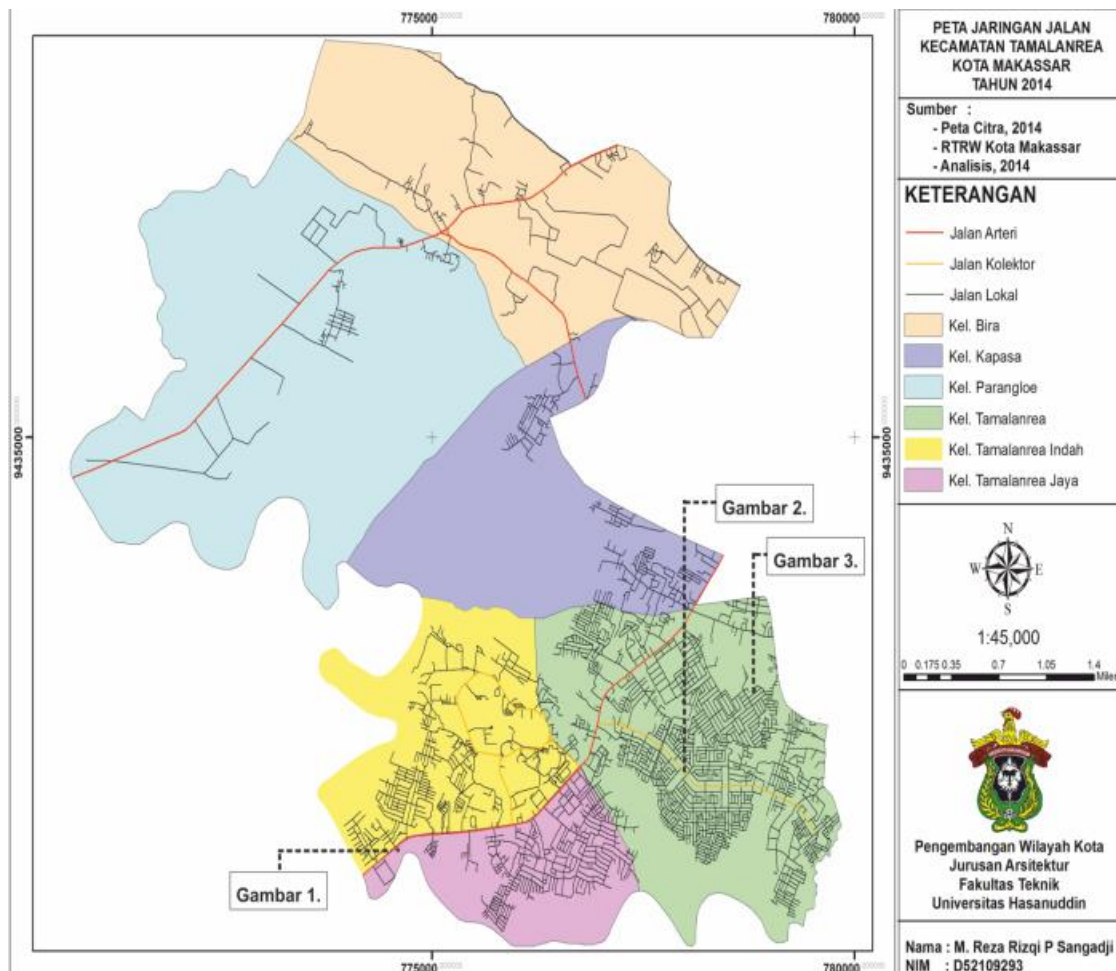 775000
780000
9435000
9435000
775000
780000
Gambar 2.
Gambar 3.
Gambar 1.
PETA JARINGAN JALAN
KECAMATAN TAMALANREA
KOTA MAKASSAR
TAHUN 2014
Sumber :
- Peta Citra, 2014
- RTRW Kota Makassar
- Analisis, 2014
KETERANGAN
Jalan Arteri
Jalan Kolektor
Jalan Lokal
Kel. Bira
Kel. Kapasa
Kel. Parangloe
Kel. Tamalanrea
Kel. Tamalanrea Indah
Kel. Tamalanrea Jaya
N
W E
S
1:45,000
0 0.175 0.35 0.7 1.05 1.4
Miles
Pengembangan Wilayah Kota
Jurusan Arsitektur
Fakultas Teknik
Universitas Hasanuddin
Nama : M. Reza Rizqi P Sangadji
NIM : D52109293